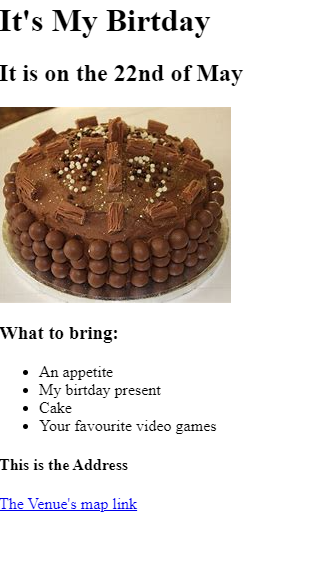 It's My Birtday
It is on the 22nd of May
What to bring:
An appetite
My birtday present
Cake
Your favourite video games
This is the Address
The Venue's map link